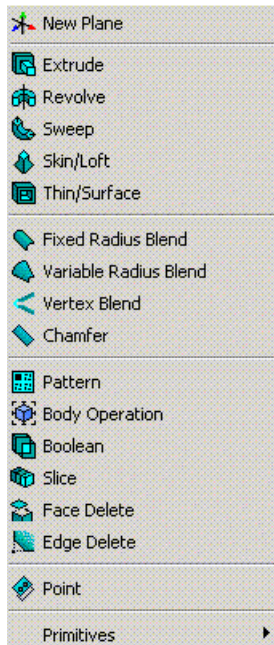 New Plane
Extrude
Revolve
Sweep
Skin/Loft
Thin/Surface
Fixed Radius Blend
Variable Radius Blend
Vertex Blend
Chamfer
Pattern
Body Operation
Boolean
Slice
Face Delete
Edge Delete
Point
Primitives